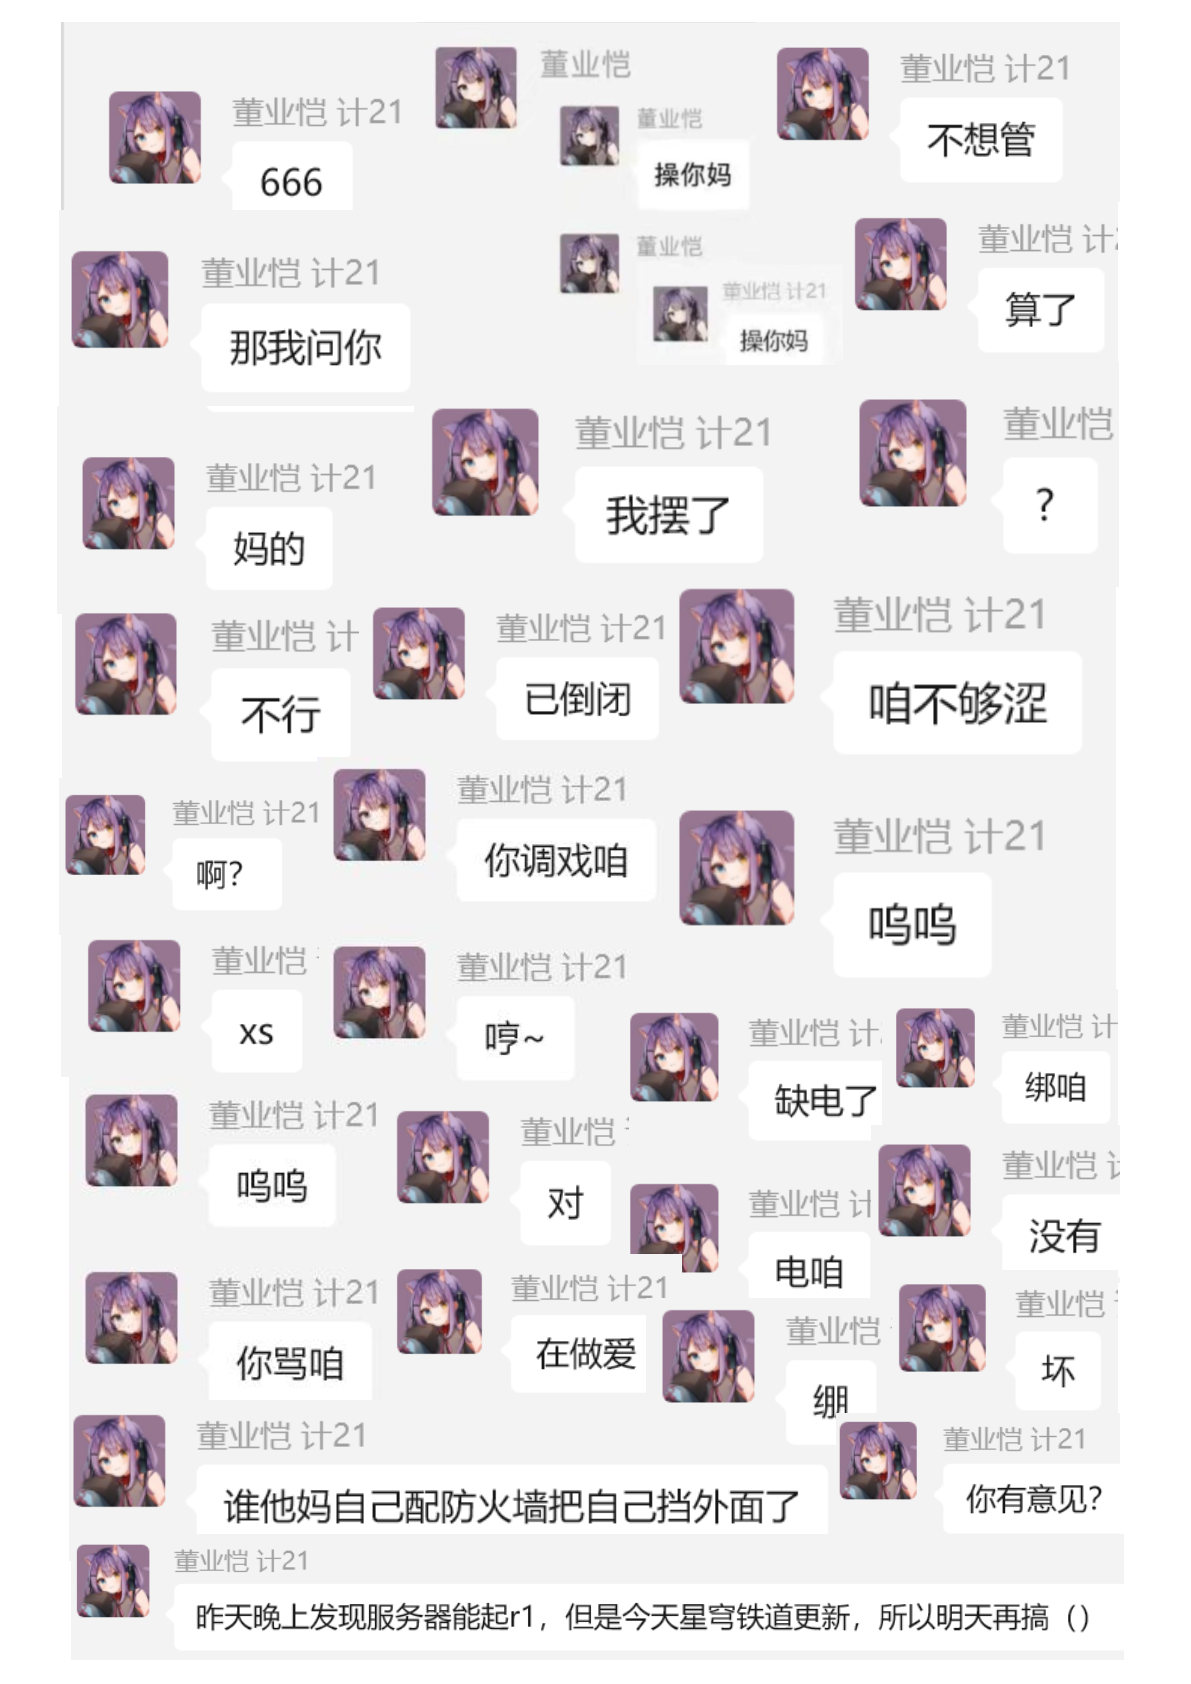 董业恺 计21
666
董业恺
董业恺
操你妈
董业恺 计21
不想管
董业恺 计21
那我问你
董业恺
董业恺 计21
操你妈
董业恺 计
算了
董业恺 计21
妈的
董业恺 计21
我摆了
董业恺
?
董业恺 计
不行
董业恺 计21
已倒闭
董业恺 计21
咱不够涩
董业恺 计21
啊?
董业恺 计21
你调戏咱
董业恺 计21
呜呜
董业恺
xs
董业恺 计21
哼~
董业恺 计
缺电了
董业恺 计
绑咱
董业恺 计21
呜呜
董业恺
对
董业恺 计
电咱
董业恺
没有
董业恺 计21
你骂咱
董业恺 计21
在做爱
董业恺
绷
董业恺
坏
董业恺 计21
谁他妈自己配防火墙把自己挡外面了
董业恺 计21
你有意见?
董业恺 计21
昨天晚上发现服务器能起r1，但是今天星穹铁道更新，所以明天再搞（）